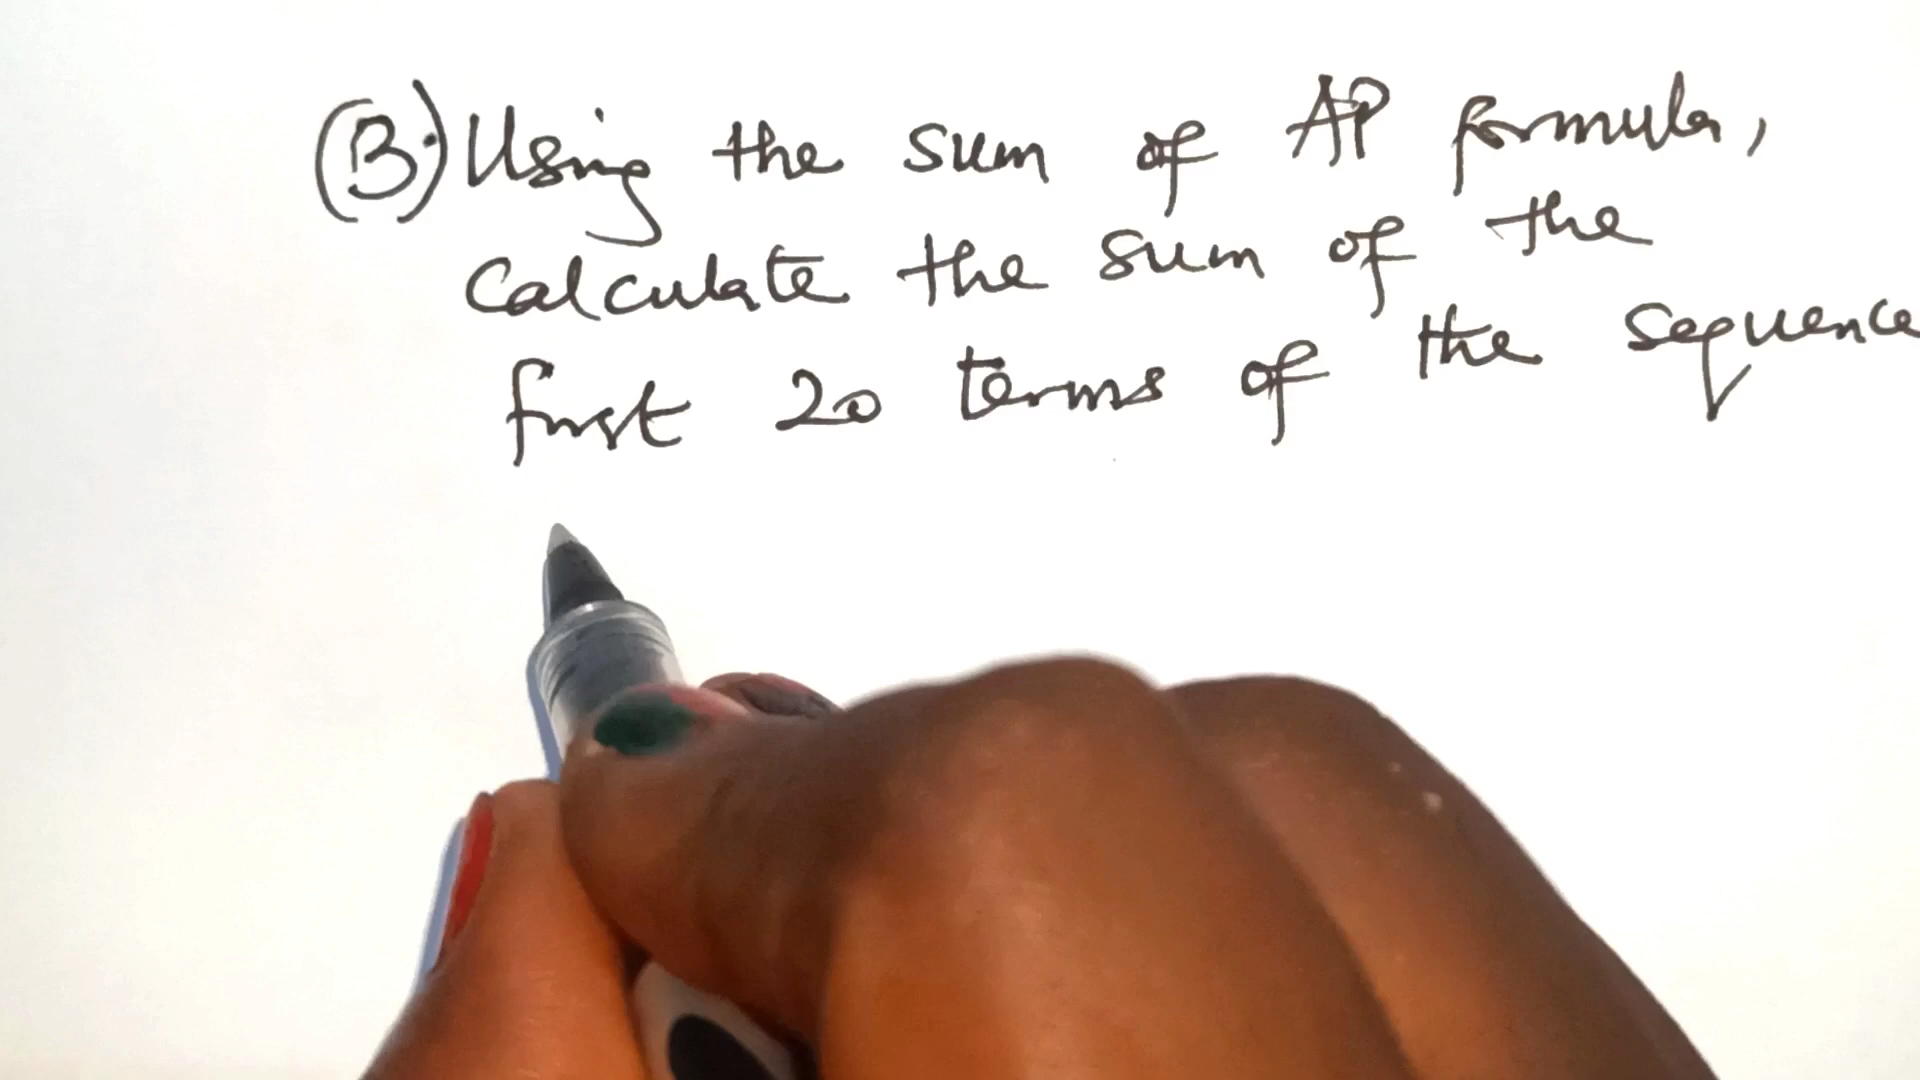 (B.) Using the sum of AP formula,
Calculate the sum of the
first 20 terms of the sequence